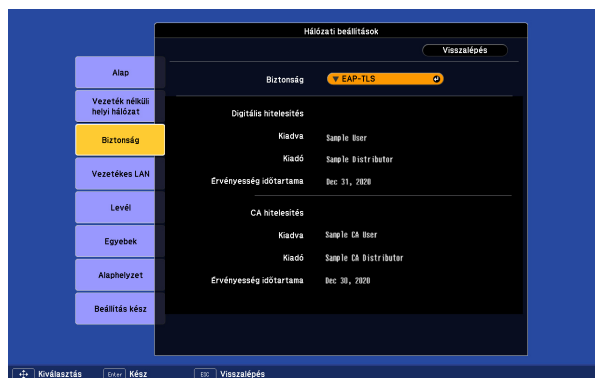 Hálózati beállítások
Visszalépés
Alap
Vezeték nélküli
helyi hálózat
Biztonság
Vezetékes LAN
Levél
Egyebek
Alaphelyzet
Beállítás kész
Biztonság
EAP-TLS
Digitális hitelesítés
Kiadva Sample User
Kiadó Sample Distributor
Érvényesség időtartama Dec 31, 2020
CA hitelesítés
Kiadva Sample CA User
Kiadó Sample CA Distributor
Érvényesség időtartama Dec 30, 2020
Kiválasztás Enter Kész ESC Visszalépés